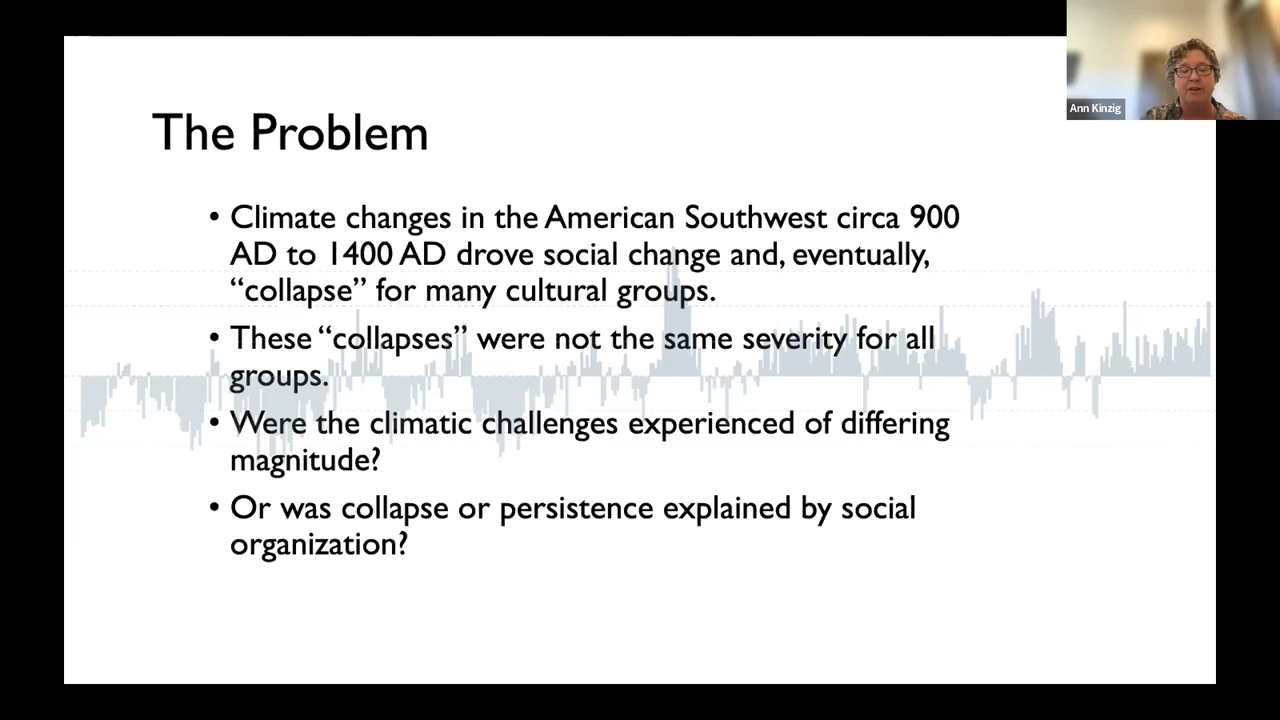 Ann Kinzig
The Problem
• Climate changes in the American Southwest circa 900
AD to 1400 AD drove social change and, eventually,
“collapse” for many cultural groups.
• These “collapses” were not the same severity for all
groups.
• Were the climatic challenges experienced of differing
magnitude?
• Or was collapse or persistence explained by social
organization?